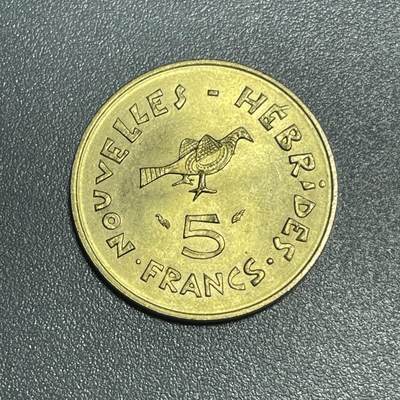 NOUVELLES - HÉBRIDES
5
· FRANCS ·